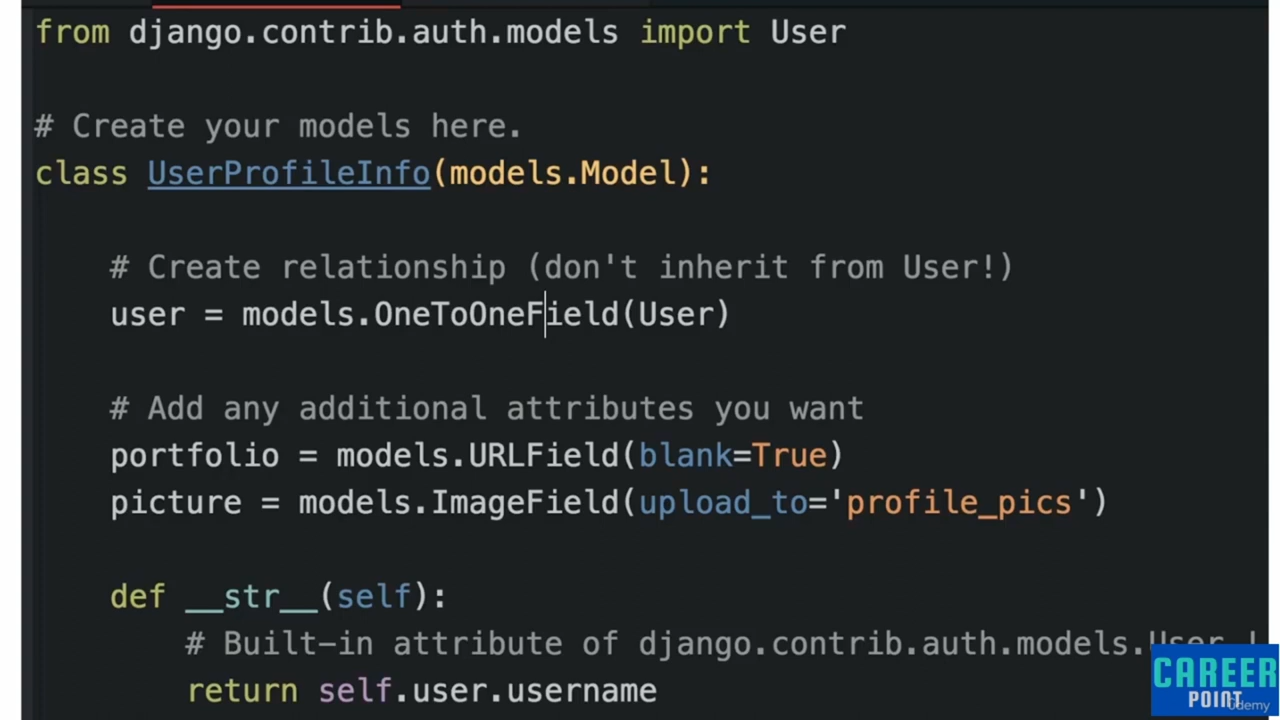 from django.contrib.auth.models import User
# Create your models here.
class UserProfileInfo(models.Model):
# Create relationship (don't inherit from User!)
user = models.OneToOneField(User)
# Add any additional attributes you want
portfolio = models.URLField(blank=True)
picture = models.ImageField(upload_to='profile_pics')
def __str__(self):
# Built-in attribute of django.contrib.auth.models.User !
return self.user.username
CAREER
POINT
ûdemy